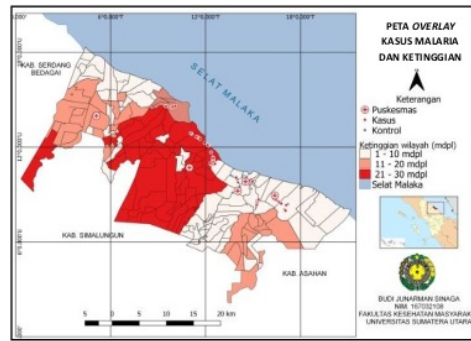 PETA OVERLAY
KASUS MALARIA
DAN KETINGGIAN
Keterangan
Puskesmas
Kasus
Kontrol
Ketinggian wilayah (mdpl)
1 - 10 mdpl
11 - 20 mdpl
21 - 30 mdpl
Selat Malaka
KAB. SERDANG
BEDAGAI
SELAT MALAKA
KAB. SIMALUNGUN
KAB. ASAHAN
5 0 5 10 15 20 km
BUDI JUNARMAN SINAGA
NIM. 167032109
FAKULTAS KESEHATAN MASYARAK
UNIVERSITAS SUMATERA UTARA